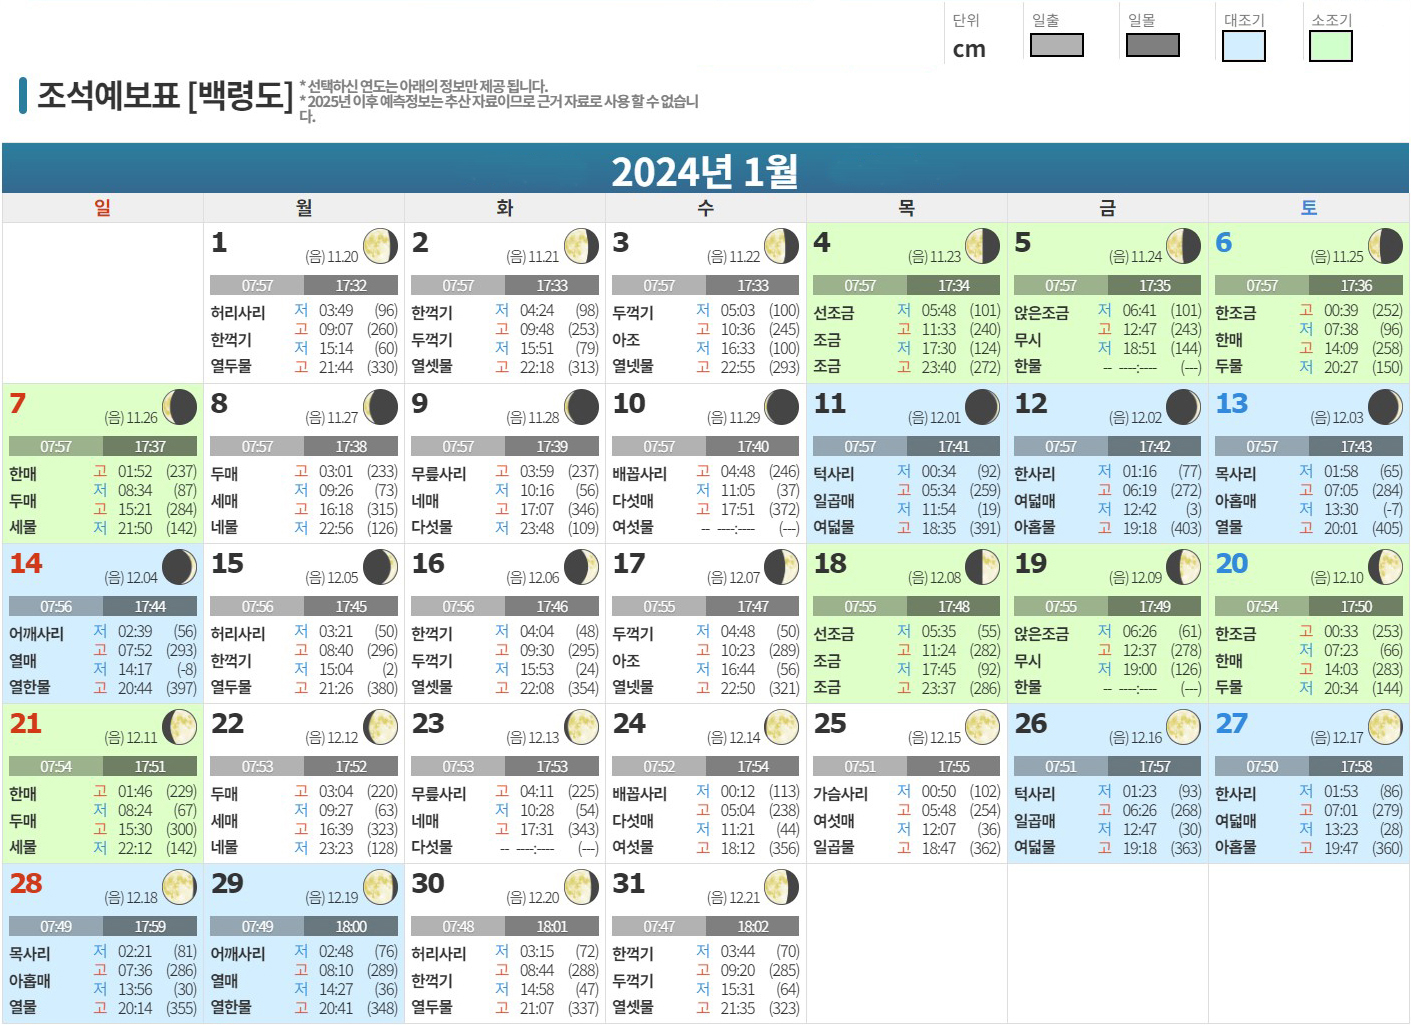 단위 일출 일몰 대조기 소조기
cm
조석예보표 [백령도]
* 선택하신 연도는 아래의 정보만 제공 됩니다.
* 2025년 이후 예측정보는 추산 자료이므로 근거 자료로 사용 할 수 없습니
다.
2024년 1월
일 월 화 수 목 금 토
1 (음) 11.20
07:57 17:32
허리사리
한꺽기
열두물
저 03:49 (96)
고 09:07 (260)
저 15:14 (60)
고 21:44 (330)
2 (음) 11.21
07:57 17:33
한꺽기
두꺽기
열셋물
저 04:24 (98)
고 09:48 (253)
저 15:51 (79)
고 22:18 (313)
3 (음) 11.22
07:57 17:33
두꺽기
아조
열넷물
저 05:03 (100)
고 10:36 (245)
저 16:33 (100)
고 22:55 (293)
4 (음) 11.23
07:57 17:34
선조금
조금
조금
저 05:48 (101)
고 11:33 (240)
저 17:30 (124)
고 23:40 (272)
5 (음) 11.24
07:57 17:35
앉은조금
무시
한물
저 06:41 (101)
고 12:47 (243)
저 18:51 (144)
-- ----:---- (---)
6 (음) 11.25
07:57 17:36
한조금
한매
두물
고 00:39 (252)
저 07:38 (96)
고 14:09 (258)
저 20:27 (150)
7 (음) 11.26
07:57 17:37
한매
두매
세물
고 01:52 (237)
저 08:34 (87)
고 15:21 (284)
저 21:50 (142)
8 (음) 11.27
07:57 17:38
두매
세매
네물
고 03:01 (233)
저 09:26 (73)
고 16:18 (315)
저 22:56 (126)
9 (음) 11.28
07:57 17:39
무릎사리
네매
다섯물
고 03:59 (237)
저 10:16 (56)
고 17:07 (346)
저 23:48 (109)
10 (음) 11.29
07:57 17:40
배꼽사리
다섯매
여섯물
고 04:48 (246)
저 11:05 (37)
고 17:51 (372)
-- ----:---- (---)
11 (음) 12.01
07:57 17:41
턱사리
일곱매
여덟물
저 00:34 (92)
고 05:34 (259)
저 11:54 (19)
고 18:35 (391)
12 (음) 12.02
07:57 17:42
한사리
여덟매
아홉물
저 01:16 (77)
고 06:19 (272)
저 12:42 (3)
고 19:18 (403)
13 (음) 12.03
07:57 17:43
목사리
아홉매
열물
저 01:58 (65)
고 07:05 (284)
저 13:30 (-7)
고 20:01 (405)
14 (음) 12.04
07:56 17:44
어깨사리
열매
열한물
저 02:39 (56)
고 07:52 (293)
저 14:17 (-8)
고 20:44 (397)
15 (음) 12.05
07:56 17:45
허리사리
한꺽기
열두물
저 03:21 (50)
고 08:40 (296)
저 15:04 (2)
고 21:26 (380)
16 (음) 12.06
07:56 17:46
한꺽기
두꺽기
열셋물
저 04:04 (48)
고 09:30 (295)
저 15:53 (24)
고 22:08 (354)
17 (음) 12.07
07:55 17:47
두꺽기
아조
열넷물
저 04:48 (50)
고 10:23 (289)
저 16:44 (56)
고 22:50 (321)
18 (음) 12.08
07:55 17:48
선조금
조금
조금
저 05:35 (55)
고 11:24 (282)
저 17:45 (92)
고 23:37 (286)
19 (음) 12.09
07:55 17:49
앉은조금
무시
한물
저 06:26 (61)
고 12:37 (278)
저 19:00 (126)
-- ----:---- (---)
20 (음) 12.10
07:54 17:50
한조금
한매
두물
고 00:33 (253)
저 07:23 (66)
고 14:03 (283)
저 20:34 (144)
21 (음) 12.11
07:54 17:51
한매
두매
세물
고 01:46 (229)
저 08:24 (67)
고 15:30 (300)
저 22:12 (142)
22 (음) 12.12
07:53 17:52
두매
세매
네물
고 03:04 (220)
저 09:27 (63)
고 16:39 (323)
저 23:23 (128)
23 (음) 12.13
07:53 17:53
무릎사리
네매
다섯물
고 04:11 (225)
저 10:28 (54)
고 17:31 (343)
-- ----:---- (---)
24 (음) 12.14
07:52 17:54
배꼽사리
다섯매
여섯물
저 00:12 (113)
고 05:04 (238)
저 11:21 (44)
고 18:12 (356)
25 (음) 12.15
07:51 17:55
가슴사리
여섯매
일곱물
저 00:50 (102)
고 05:48 (254)
저 12:07 (36)
고 18:47 (362)
26 (음) 12.16
07:51 17:57
턱사리
일곱매
여덟물
저 01:23 (93)
고 06:26 (268)
저 12:47 (30)
고 19:18 (363)
27 (음) 12.17
07:50 17:58
한사리
여덟매
아홉물
저 01:53 (86)
고 07:01 (279)
저 13:23 (28)
고 19:47 (360)
28 (음) 12.18
07:49 17:59
목사리
아홉매
열물
저 02:21 (81)
고 07:36 (286)
저 13:56 (30)
고 20:14 (355)
29 (음) 12.19
07:49 18:00
어깨사리
열매
열한물
저 02:48 (76)
고 08:10 (289)
저 14:27 (36)
고 20:41 (348)
30 (음) 12.20
07:48 18:01
허리사리
한꺽기
열두물
저 03:15 (72)
고 08:44 (288)
저 14:58 (47)
고 21:07 (337)
31 (음) 12.21
07:47 18:02
한꺽기
두꺽기
열셋물
저 03:44 (70)
고 09:20 (285)
저 15:31 (64)
고 21:35 (323)